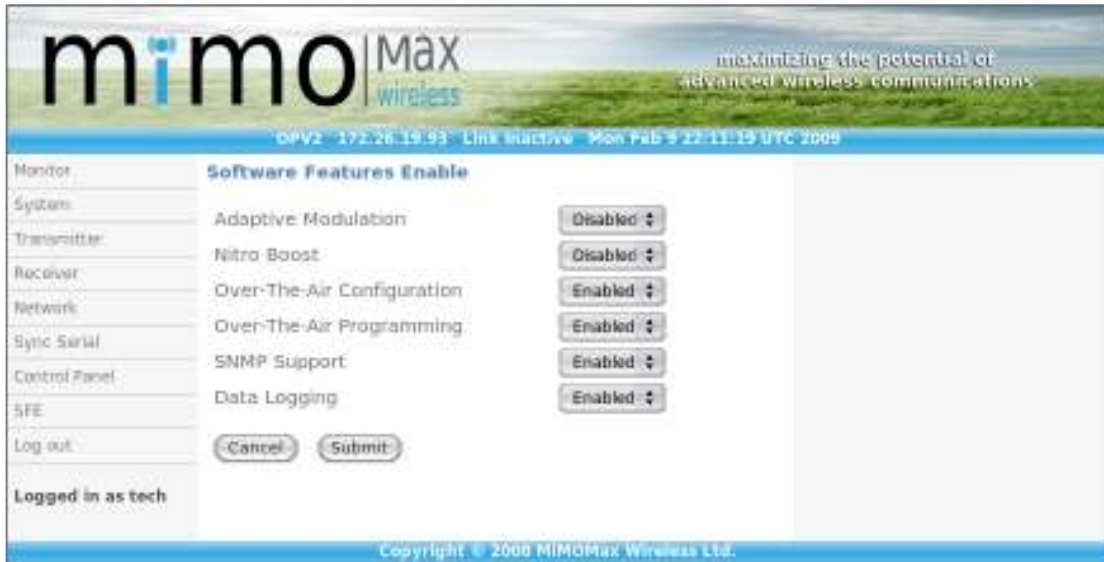 mimo Max wireless
maximizing the potential of
advanced wireless communications
OPV2 172.26.19.93 Link Inactive Mon Feb 9 22:11:19 UTC 2009
Monitor
System
Transmitter
Receiver
Network
Sync Serial
Control Panel
SFE
Log out
Logged in as tech
Software Features Enable
Adaptive Modulation Disabled
Nitro Boost Disabled
Over-The-Air Configuration Enabled
Over-The-Air Programming Enabled
SNMP Support Enabled
Data Logging Enabled
Cancel Submit
Copyright © 2008 MiMOMax Wireless Ltd.